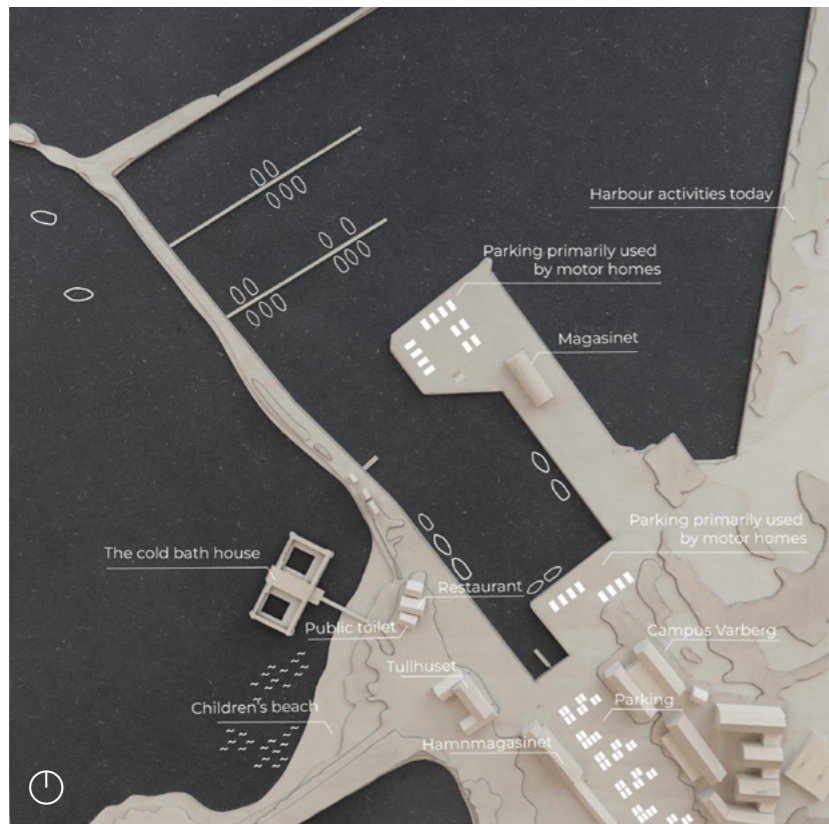 Harbour activities today
Parking primarily used
by motor homes
Magasinet
Parking primarily used
by motor homes
The cold bath house
Restaurant
Public toilet
Campus Varberg
Tullhuset
Parking
Children's beach
Hamnmagasinet